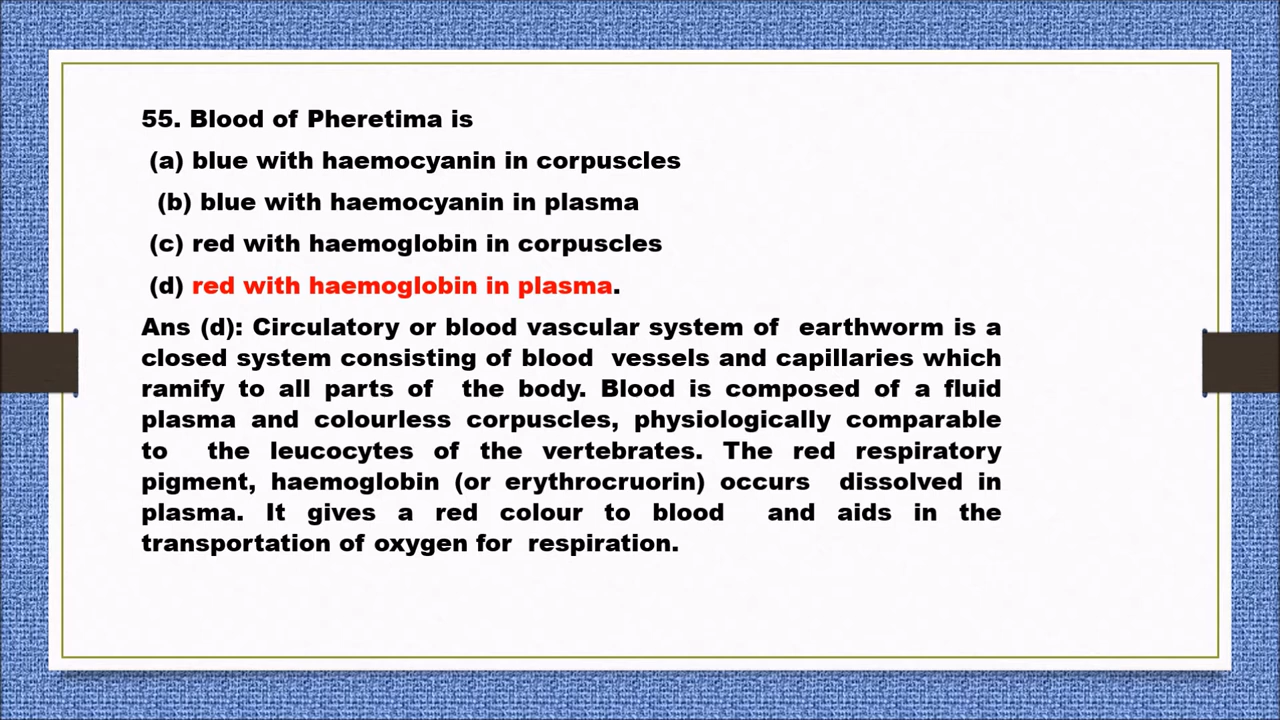 55. Blood of Pheretima is
(a) blue with haemocyanin in corpuscles
(b) blue with haemocyanin in plasma
(c) red with haemoglobin in corpuscles
(d) red with haemoglobin in plasma.
Ans (d): Circulatory or blood vascular system of earthworm is a
closed system consisting of blood vessels and capillaries which
ramify to all parts of the body. Blood is composed of a fluid
plasma and colourless corpuscles, physiologically comparable
to the leucocytes of the vertebrates. The red respiratory
pigment, haemoglobin (or erythrocruorin) occurs dissolved in
plasma. It gives a red colour to blood and aids in the
transportation of oxygen for respiration.